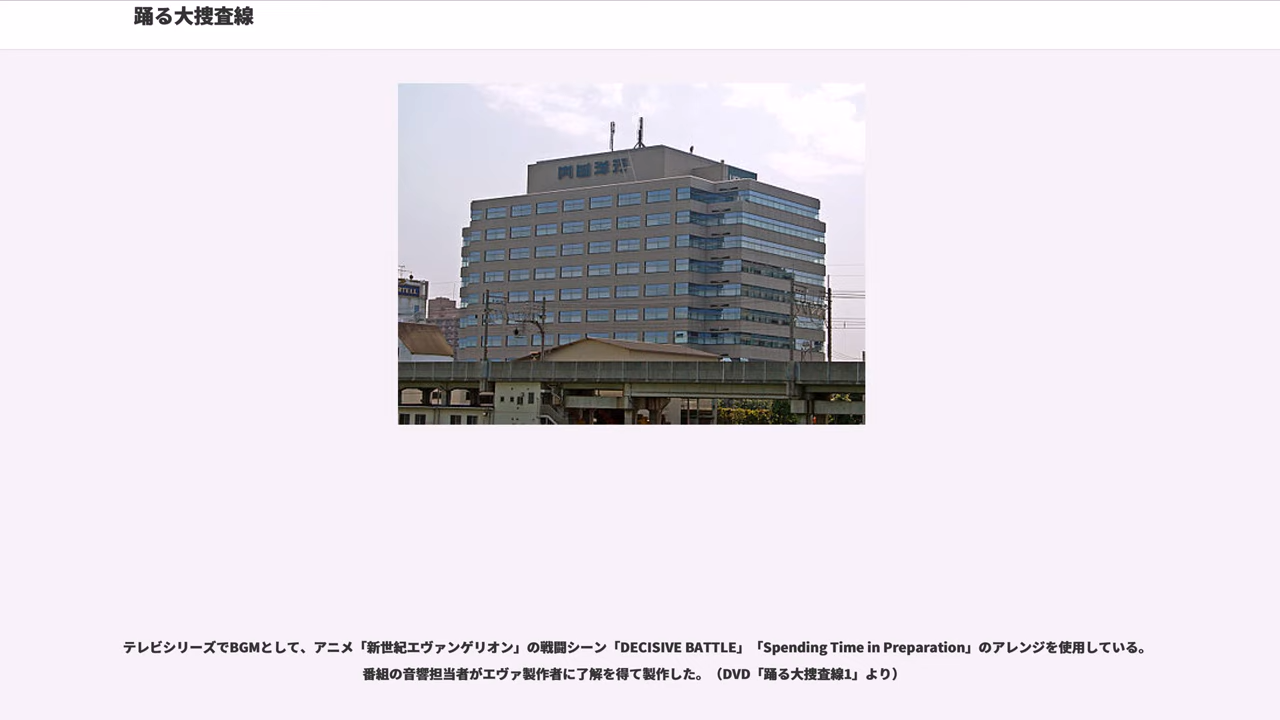 踊る大捜査線
テレビシリーズでBGMとして、アニメ「新世紀エヴァンゲリオン」の戦闘シーン「DECISIVE BATTLE」「Spending Time in Preparation」のアレンジを使用している。
番組の音響担当者がエヴァ製作者に了解を得て製作した。（DVD「踊る大捜査線1」より）